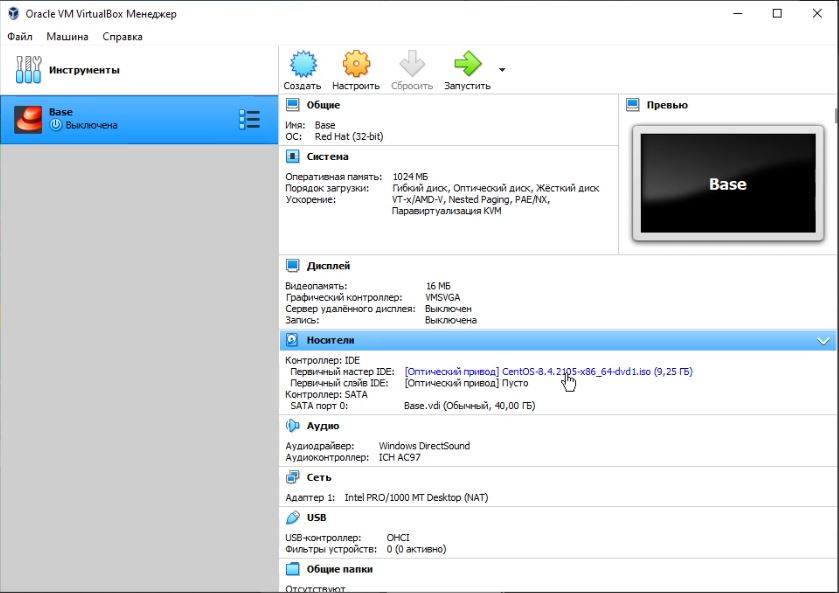 Oracle VM VirtualBox Менеджер
Файл Машина Справка
Инструменты
Создать Настроить Сбросить Запустить
Base
Выключена
Общие
Имя: Base
ОС: Red Hat (32-bit)
Превью
Base
Система
Оперативная память: 1024 МБ
Порядок загрузки: Гибкий диск, Оптический диск, Жёсткий диск
Ускорение: VT-x/AMD-V, Nested Paging, PAE/NX,
Паравиртуализация KVM
Дисплей
Видеопамять: 16 МБ
Графический контроллер: VMSVGA
Сервер удалённого дисплея: Выключен
Запись: Выключена
Носители
Контроллер: IDE
Первичный мастер IDE: [Оптический привод] CentOS-8.4.2105-x86_64-dvd1.iso (9,25 ГБ)
Первичный слэйв IDE: [Оптический привод] Пусто
Контроллер: SATA
SATA порт 0: Base.vdi (Обычный, 40,00 ГБ)
Аудио
Аудиодрайвер: Windows DirectSound
Аудиоконтроллер: ICH AC97
Сеть
Адаптер 1: Intel PRO/1000 MT Desktop (NAT)
USB
USB-контроллер: OHCI
Фильтры устройств: 0 (0 активно)
Общие папки
Отсутствуют